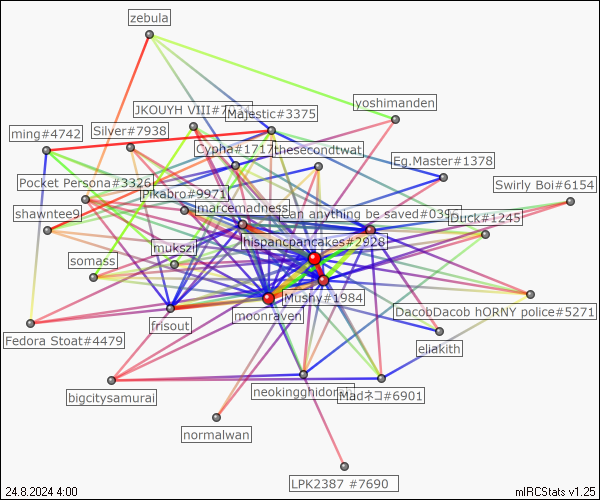 zebula
JKOUYH VIII#7
Majestic#3375
yoshimanden
ming#4742
Silver#7938
Cypha#1717
thesecondtwat
Eg.Master#1378
Pocket Persona#3326
Pikabro#9971
Swirly Boi#6154
shawntee9
marcemadness
Can anything be saved#039
Duck#1245
mukszi
hispancpancakes#2928
somass
Mushy#1984
DacobDacob hORNY police#5271
frisout
moonraven
Fedora Stoat#4479
eliakith
bigcitysamurai
neokingghidor
Madネコ#6901
normalwan
LPK2387 #7690
24.8.2024 4:00
mIRCStats v1.25